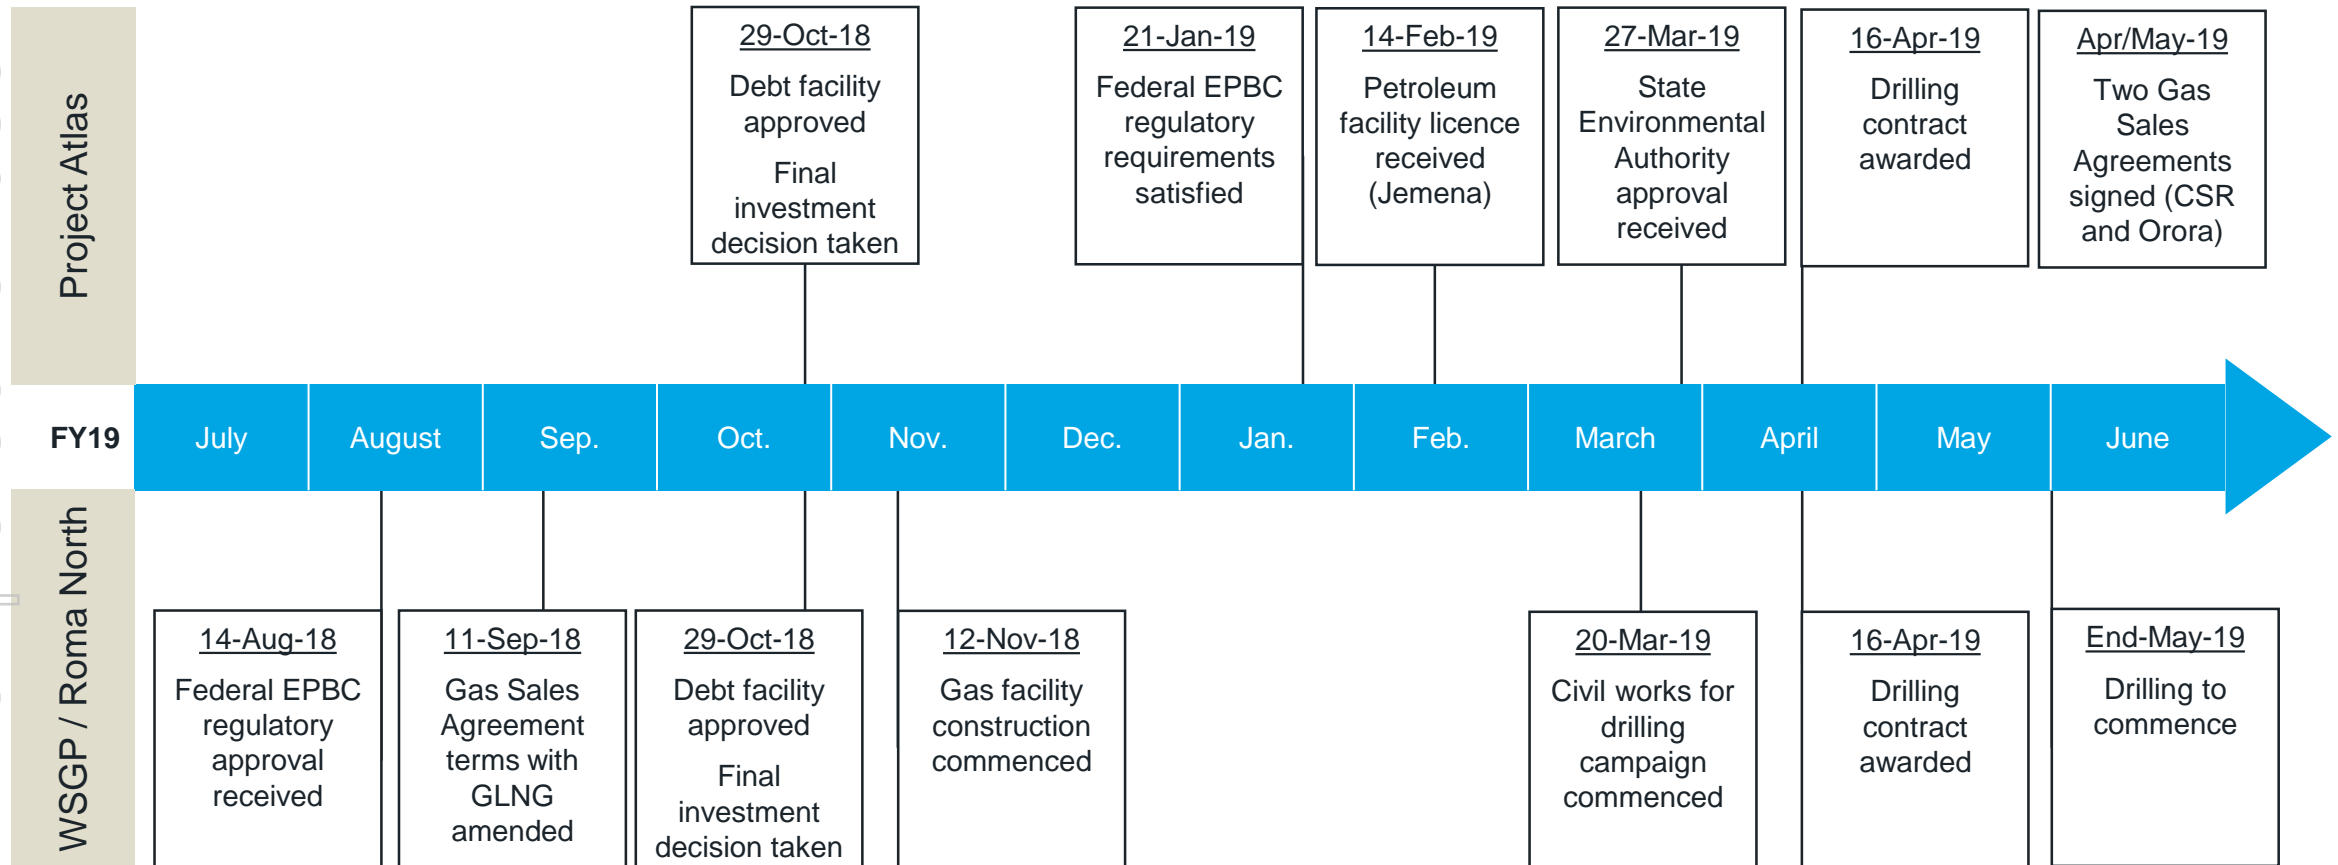 Project Atlas
29-Oct-18
Debt facility
approved
Final
investment
decision taken
21-Jan-19
Federal EPBC
regulatory
requirements
satisfied
14-Feb-19
Petroleum
facility licence
received
(Jemena)
27-Mar-19
State
Environmental
Authority
approval
received
16-Apr-19
Drilling
contract
awarded
Apr/May-19
Two Gas
Sales
Agreements
signed (CSR
and Orora)
FY19
July
August
Sep.
Oct.
Nov.
Dec.
Jan.
Feb.
March
April
May
June
WSGP / Roma North
14-Aug-18
Federal EPBC
regulatory
approval
received
11-Sep-18
Gas Sales
Agreement
terms with
GLNG
amended
29-Oct-18
Debt facility
approved
Final
investment
decision taken
12-Nov-18
Gas facility
construction
commenced
20-Mar-19
Civil works for
drilling
campaign
commenced
16-Apr-19
Drilling
contract
awarded
End-May-19
Drilling to
commence